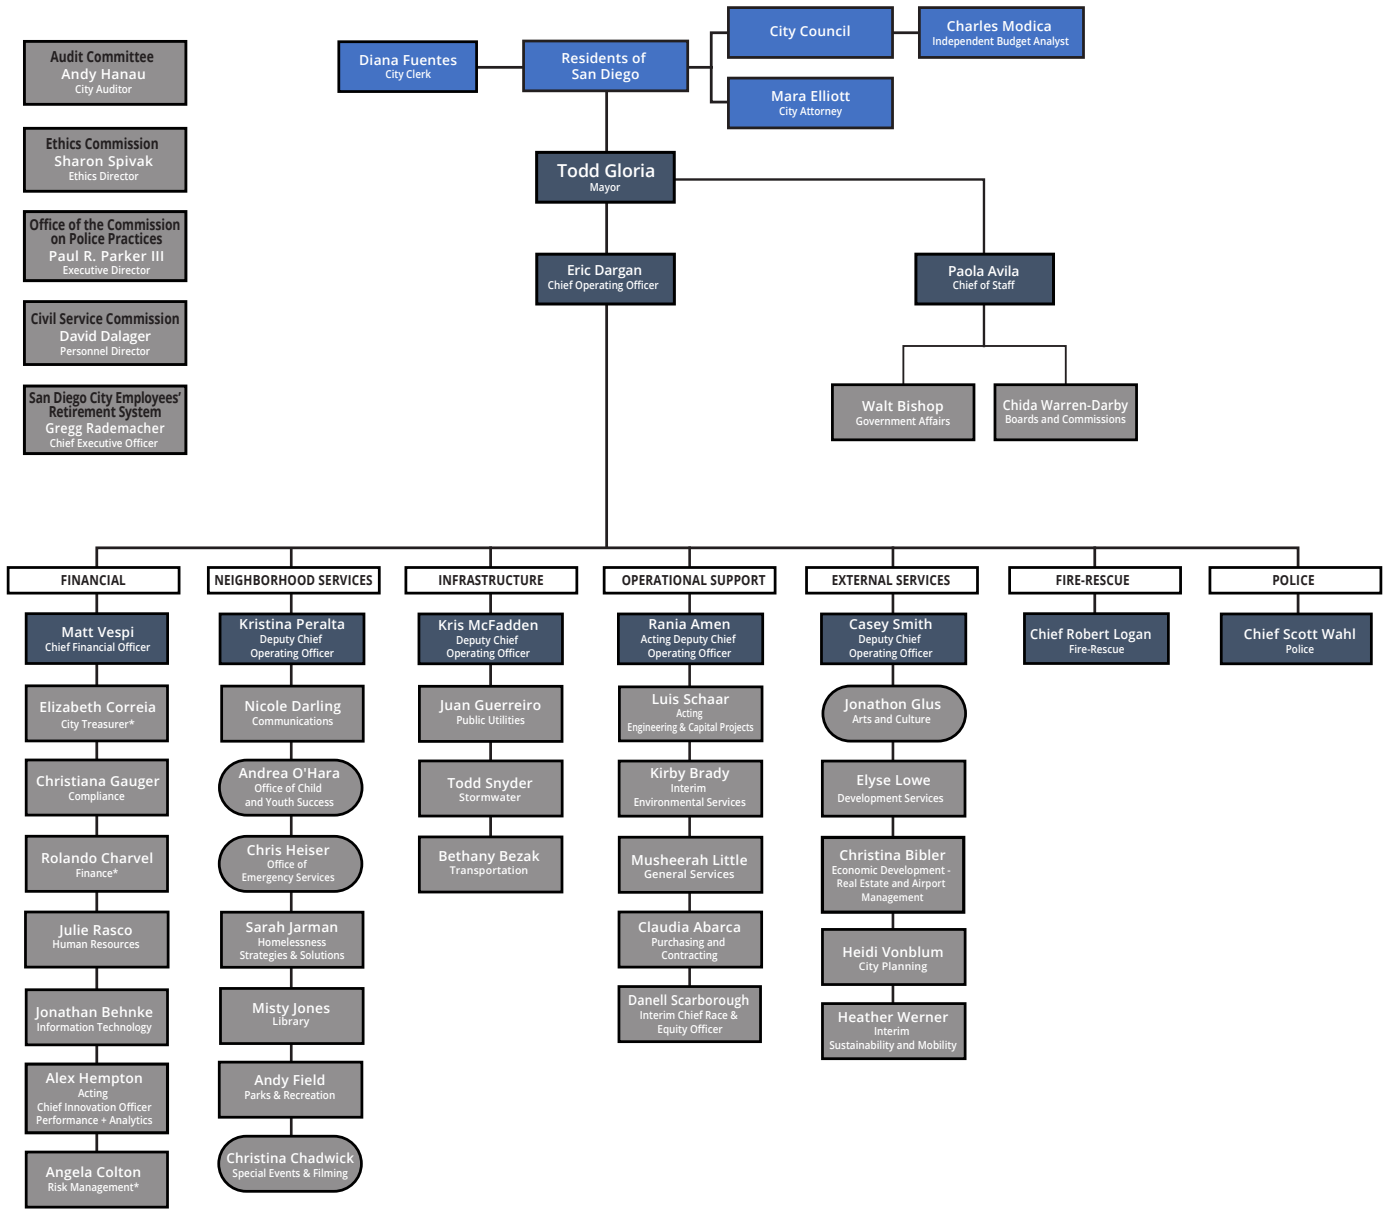 Audit Committee
Andy Hanau
City Auditor
Ethics Commission
Sharon Spivak
Ethics Director
Office of the Commission
on Police Practices
Paul R. Parker III
Executive Director
Civil Service Commission
David Dalager
Personnel Director
San Diego City Employees’
Retirement System
Gregg Rademacher
Chief Executive Officer
Diana Fuentes
City Clerk
Residents of
San Diego
City Council
Charles Modica
Independent Budget Analyst
Mara Elliott
City Attorney
Todd Gloria
Mayor
Eric Dargan
Chief Operating Officer
Paola Avila
Chief of Staff
Walt Bishop
Government Affairs
Chida Warren-Darby
Boards and Commissions
FINANCIAL
Matt Vespi
Chief Financial Officer
Elizabeth Correia
City Treasurer*
Christiana Gauger
Compliance
Rolando Charvel
Finance*
Julie Rasco
Human Resources
Jonathan Behnke
Information Technology
Alex Hempton
Acting
Chief Innovation Officer
Performance + Analytics
Angela Colton
Risk Management*
NEIGHBORHOOD SERVICES
Kristina Peralta
Deputy Chief
Operating Officer
Nicole Darling
Communications
Andrea O'Hara
Office of Child
and Youth Success
Chris Heiser
Office of
Emergency Services
Sarah Jarman
Homelessness
Strategies & Solutions
Misty Jones
Library
Andy Field
Parks & Recreation
Christina Chadwick
Special Events & Filming
INFRASTRUCTURE
Kris McFadden
Deputy Chief
Operating Officer
Juan Guerreiro
Public Utilities
Todd Snyder
Stormwater
Bethany Bezak
Transportation
OPERATIONAL SUPPORT
Rania Amen
Acting Deputy Chief
Operating Officer
Luis Schaar
Acting
Engineering & Capital Projects
Kirby Brady
Interim
Environmental Services
Musheerah Little
General Services
Claudia Abarca
Purchasing and
Contracting
Danell Scarborough
Interim Chief Race &
Equity Officer
EXTERNAL SERVICES
Casey Smith
Deputy Chief
Operating Officer
Jonathon Glus
Arts and Culture
Elyse Lowe
Development Services
Christina Bibler
Economic Development -
Real Estate and Airport
Management
Heidi Vonblum
City Planning
Heather Werner
Interim
Sustainability and Mobility
FIRE-RESCUE
Chief Robert Logan
Fire-Rescue
POLICE
Chief Scott Wahl
Police